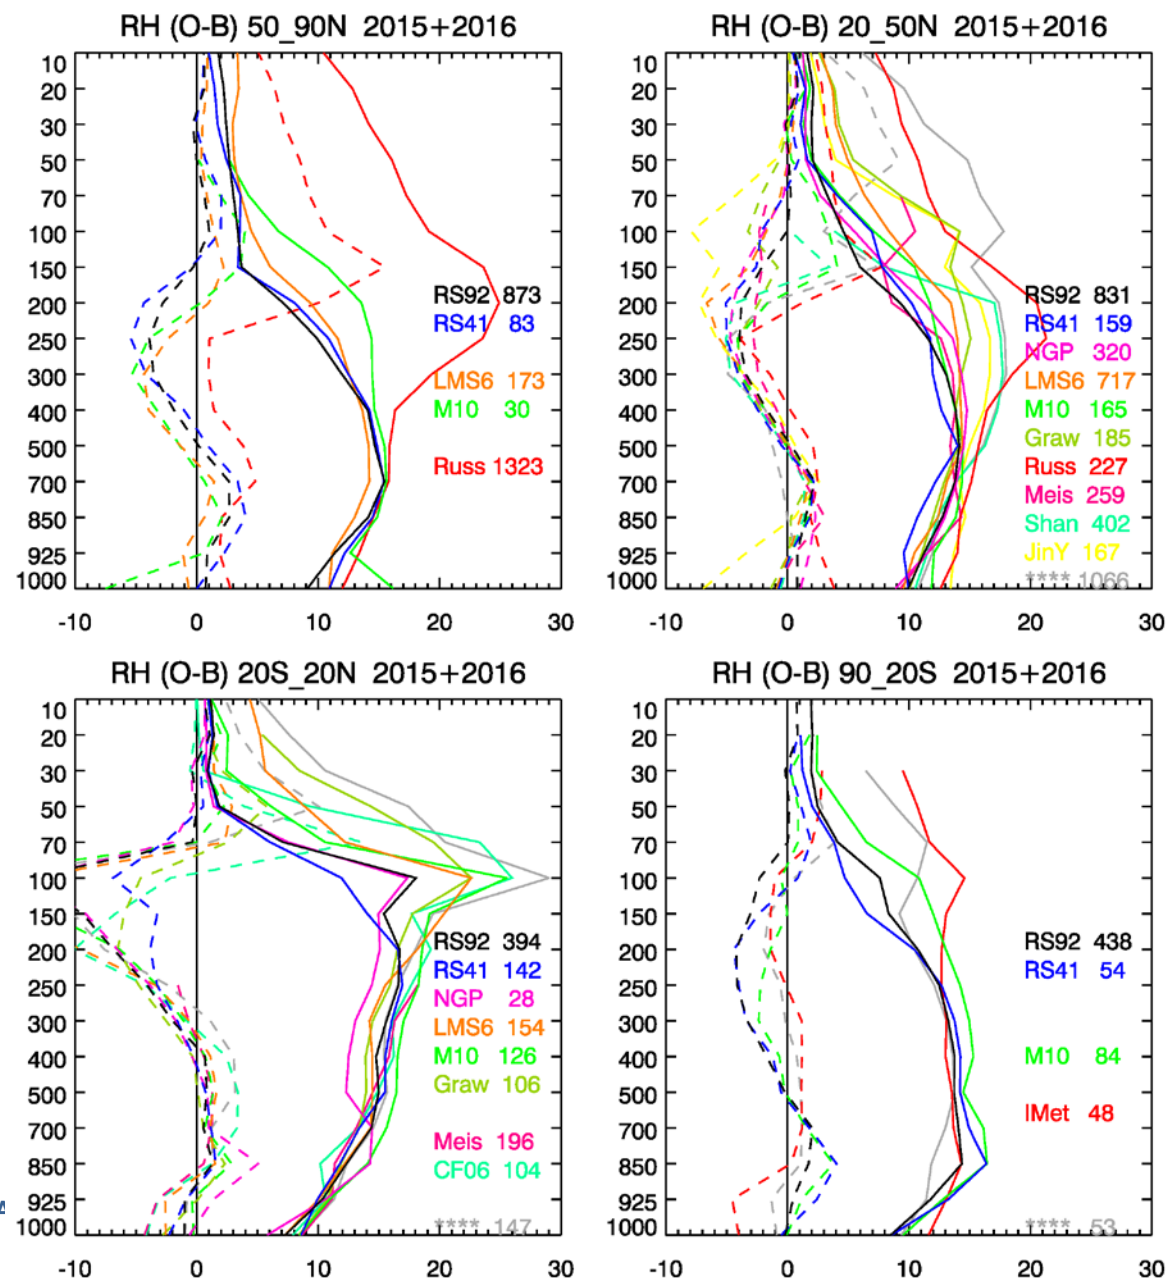 RH (O-B) 50_90N 2015+2016
10
20
30
50
70
100
150
200
250
300
400
500
700
850
925
1000
RS92 873
RS41 83
LMS6 173
M10 30
Russ 1323
-10 0 10 20 30
RH (O-B) 20_50N 2015+2016
10
20
30
50
70
100
150
200
250
300
400
500
700
850
925
1000
RS92 831
RS41 159
NGP 320
LMS6 717
M10 165
Graw 185
Russ 227
Meis 259
Shan 402
JinY 167
**** 1066
-10 0 10 20 30
RH (O-B) 20S_20N 2015+2016
10
20
30
50
70
100
150
200
250
300
400
500
700
850
925
1000
RS92 394
RS41 142
NGP 28
LMS6 154
M10 126
Graw 106
Meis 196
CF06 104
**** 147
-10 0 10 20 30
RH (O-B) 90_20S 2015+2016
10
20
30
50
70
100
150
200
250
300
400
500
700
850
925
1000
RS92 438
RS41 54
M10 84
IMet 48
**** 53
-10 0 10 20 30